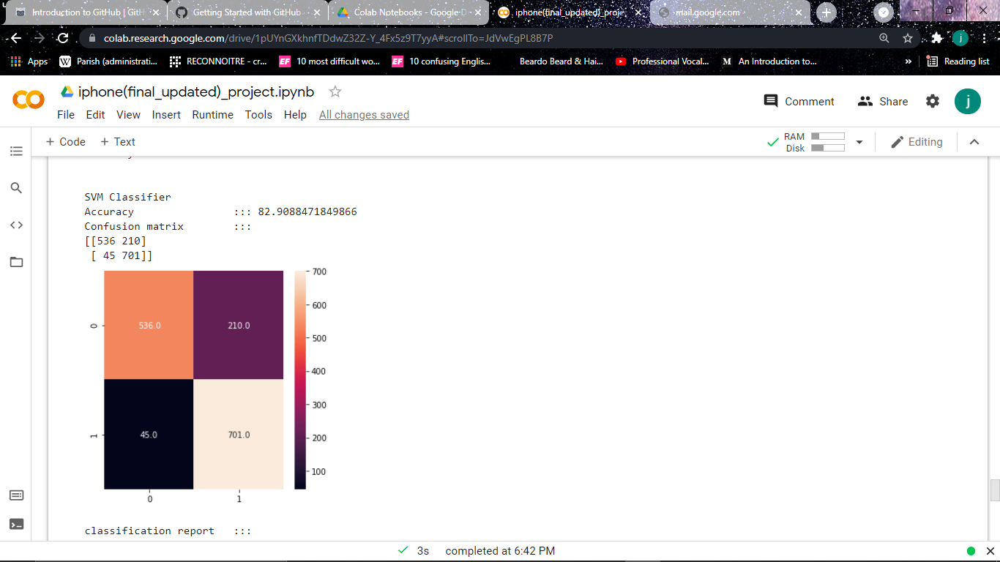 Introduction to GitHub | GitH
Getting Started with GitHub
Colab Notebooks - Google D
iphone(final_updated)_proje
mail.google.com
colab.research.google.com/drive/1pUYnGXkhnfTDdwZ32Z-Y_4Fx5z9T7yyA#scrollTo=JdVwEgPL8B7P
j
Apps
Parish (administrati...
RECONNOITRE - cr...
EF 10 most difficult wo...
EF 10 confusing Englis...
Beardo Beard & Hai...
Professional Vocal...
M An Introduction to...
»
Reading list
iphone(final_updated)_project.ipynb
Comment
Share
j
File Edit View Insert Runtime Tools Help All changes saved
+ Code + Text
RAM
Disk
Editing
SVM Classifier
Accuracy ::: 82.9088471849866
Confusion matrix :::
[[536 210]
[ 45 701]]
700
600
500
400
300
200
100
0
536.0 210.0
1
45.0 701.0
0 1
classification report :::
3s completed at 6:42 PM